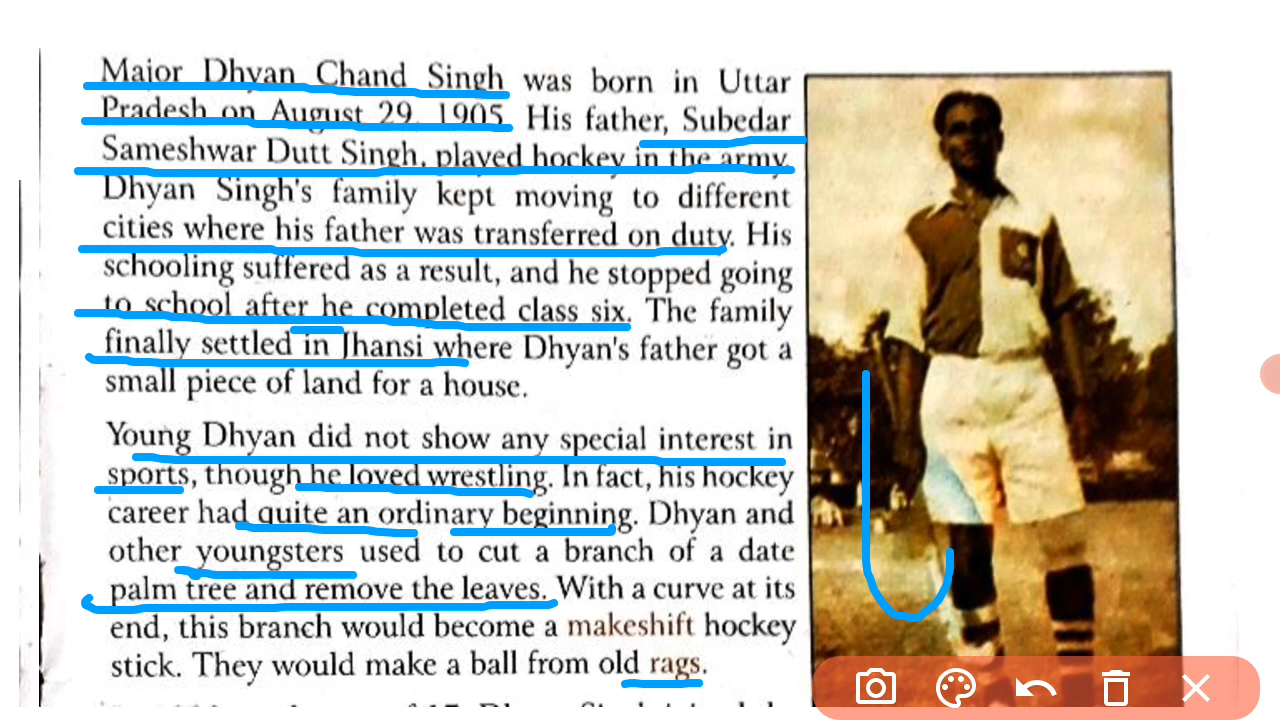 Major Dhyan Chand Singh was born in Uttar
Pradesh on August 29, 1905. His father, Subedar
Sameshwar Dutt Singh, played hockey in the army.
Dhyan Singh's family kept moving to different
cities where his father was transferred on duty. His
schooling suffered as a result, and he stopped going
to school after he completed class six. The family
finally settled in Jhansi where Dhyan's father got a
small piece of land for a house.
Young Dhyan did not show any special interest in
sports, though he loved wrestling. In fact, his hockey
career had quite an ordinary beginning. Dhyan and
other youngsters used to cut a branch of a date
palm tree and remove the leaves. With a curve at its
end, this branch would become a makeshift hockey
stick. They would make a ball from old rags.